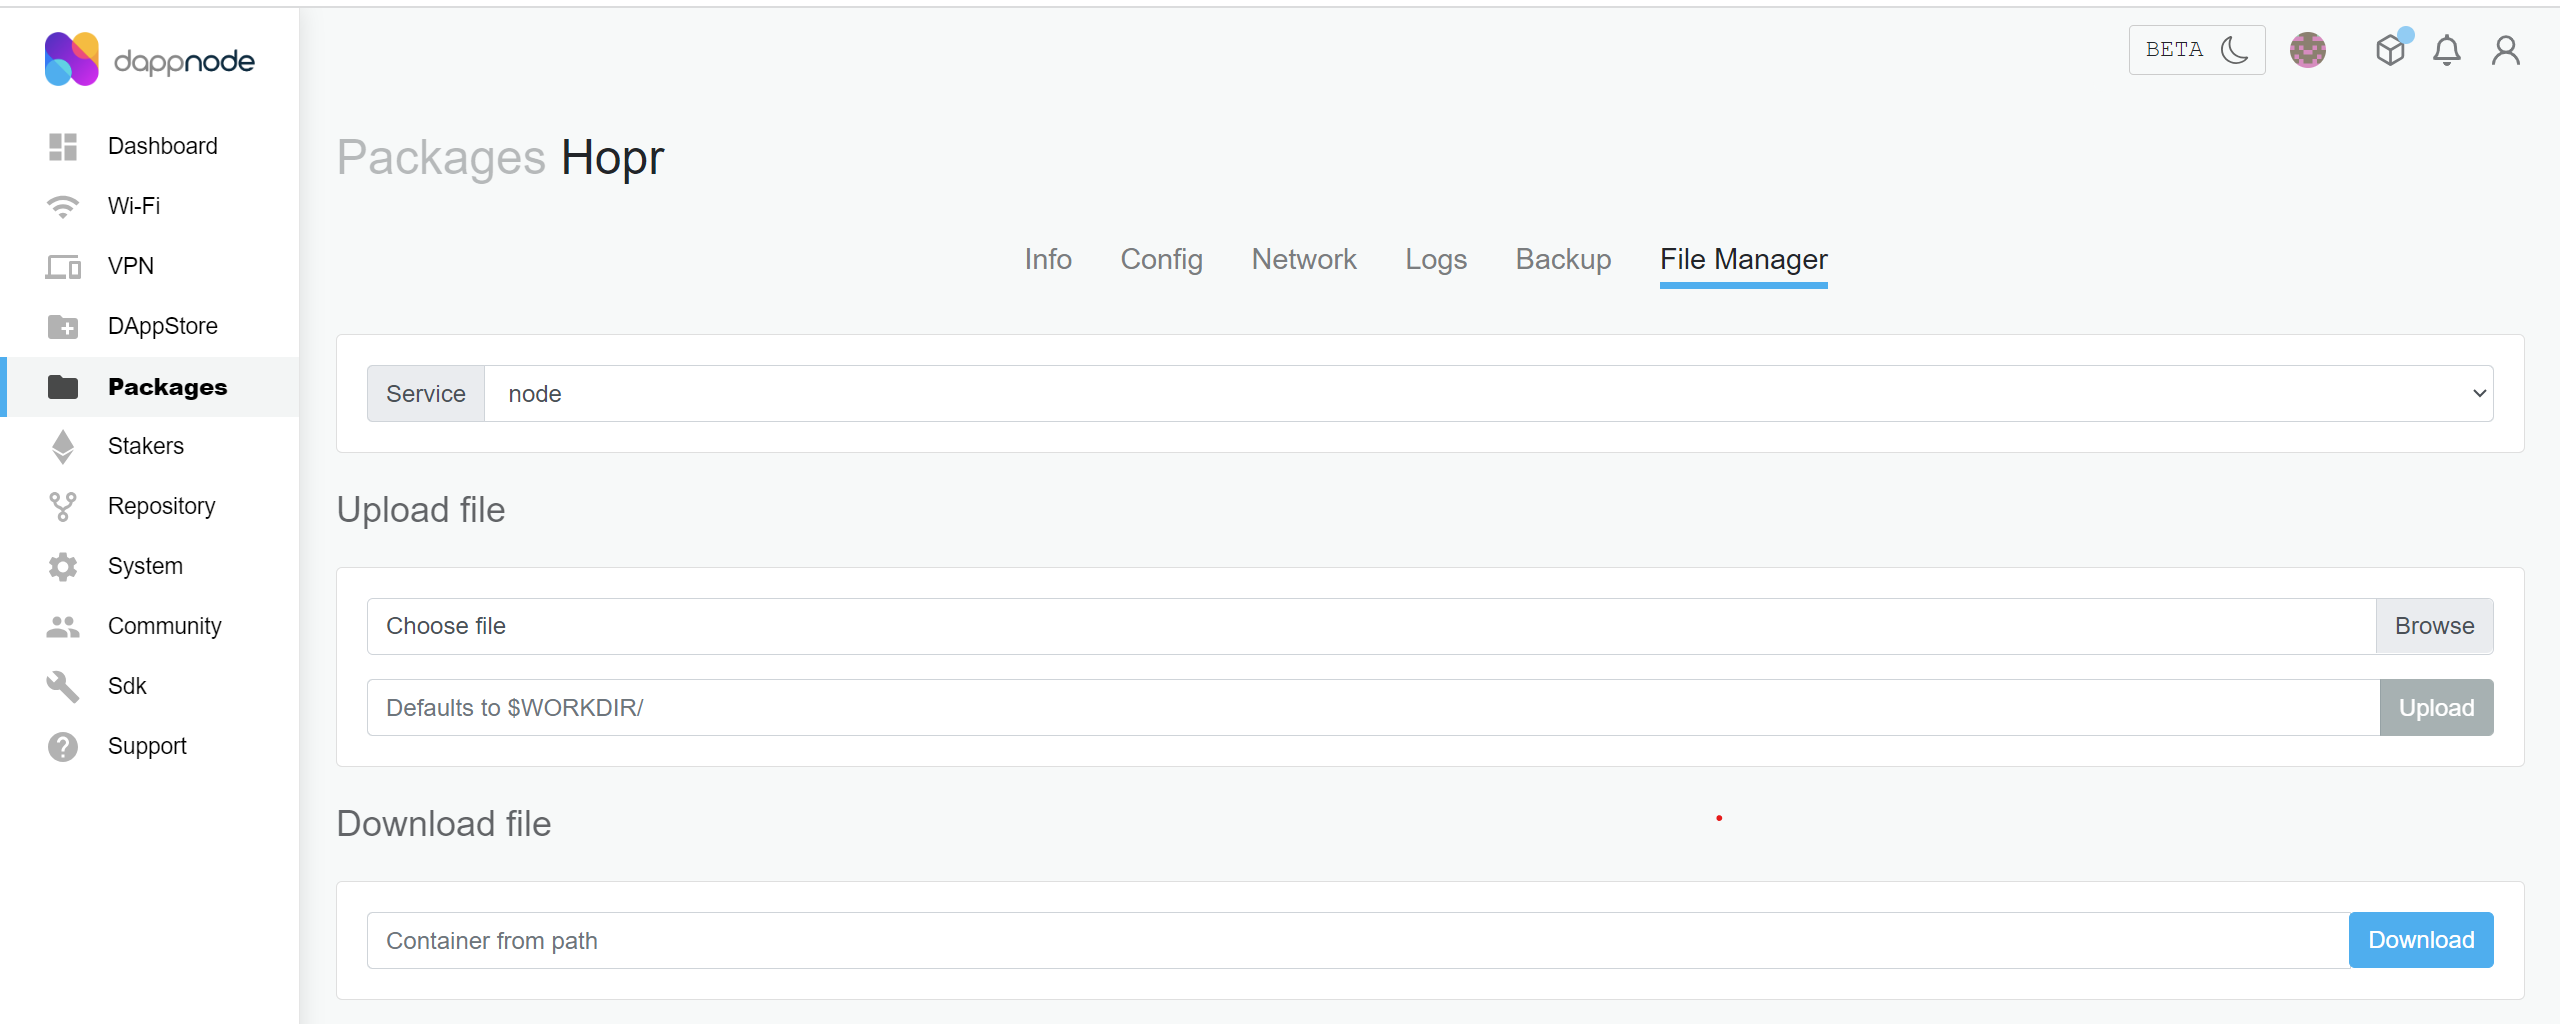 dappnode
BETA
Dashboard
Wi-Fi
VPN
DAppStore
Packages
Stakers
Repository
System
Community
Sdk
Support
Packages Hopr
Info Config Network Logs Backup File Manager
Service node
Upload file
Choose file Browse
Defaults to $WORKDIR/ Upload
Download file
Container from path Download